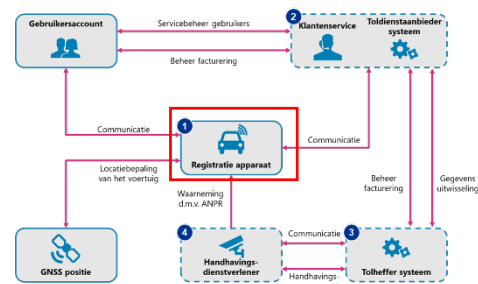 Gebruikersaccount
Servicebeheer gebruikers
Beheer facturering
2
Klantenservice
Toldienstaanbieder
systeem
Communicatie
1
Registratie apparaat
Communicatie
Locatiebepaling
van het voertuig
Waarneming
d.m.v. ANPR
Beheer
facturering
Gegevens
uitwisseling
GNSS positie
4
Handhavings-
dienstverlener
Communicatie
Handhavings-
3
Tolheffer systeem